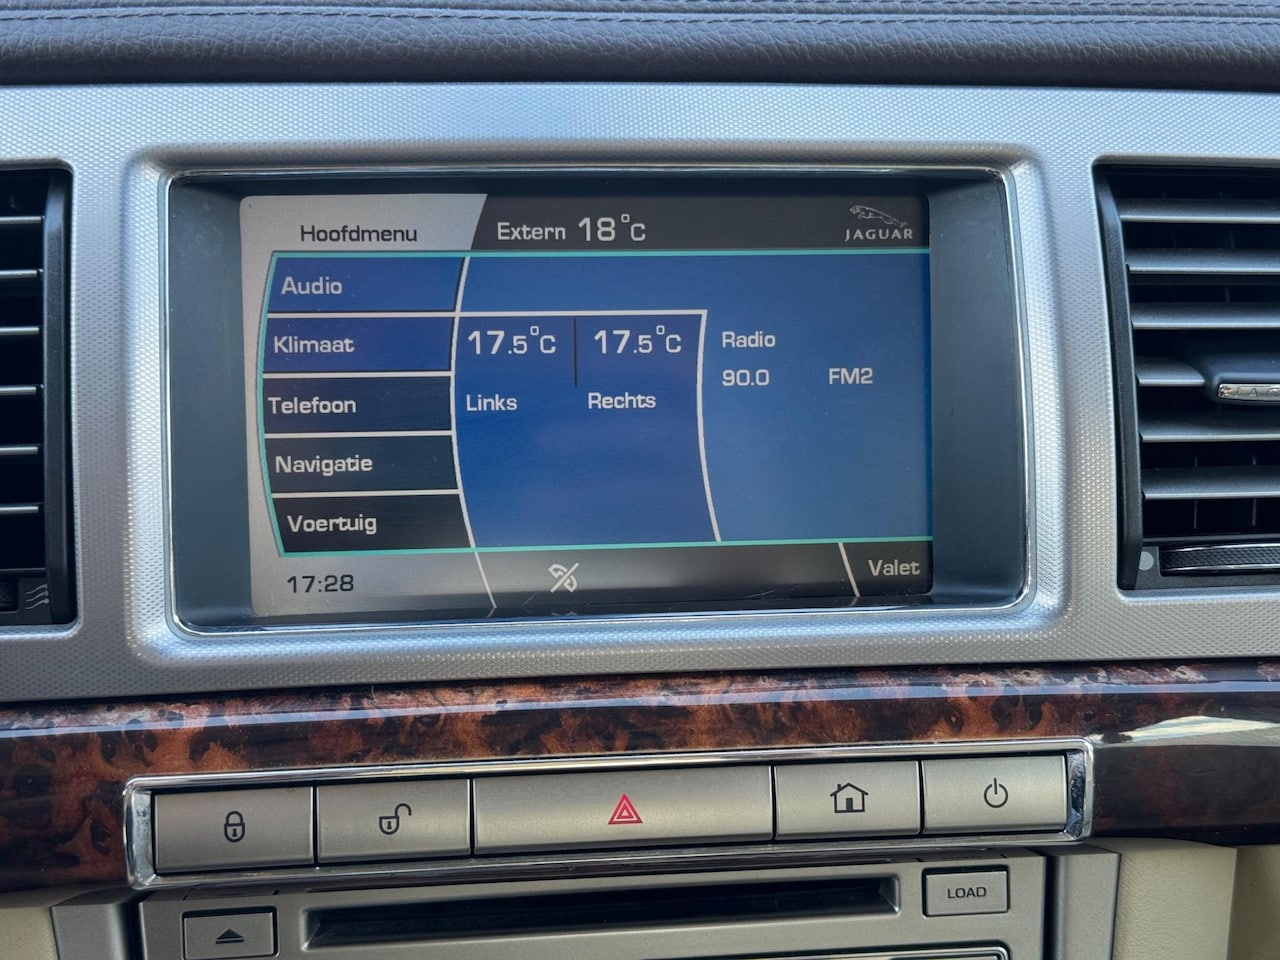 Hoofdmenu
Extern 18°C
JAGUAR
Audio
Klimaat
17.5°C 17.5°C
Radio
90.0 FM2
Telefoon
Links Rechts
Navigatie
Voertuig
17:28
Valet
LOAD